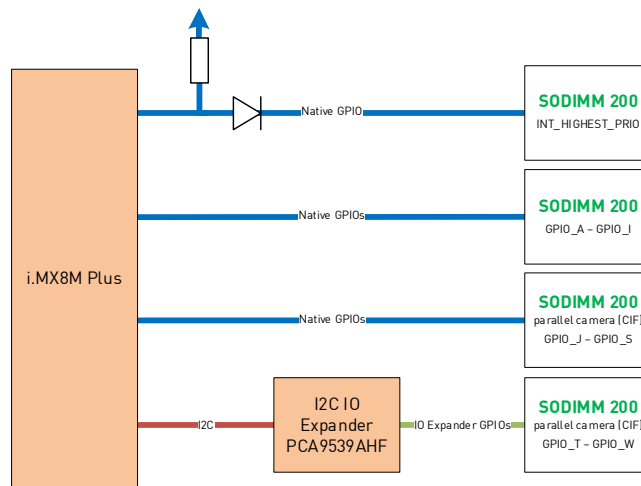 SODIMM 200
INT_HIGHEST_PRIO
Native GPIO
SODIMM 200
GPIO_A – GPIO_I
Native GPIOs
i.MX8M Plus
SODIMM 200
parallel camera (CIF)
GPIO_J – GPIO_S
Native GPIOs
I2C IO
Expander
PCA9539AHF
I2C
IO Expander GPIOs
SODIMM 200
parallel camera (CIF)
GPIO_T – GPIO_W